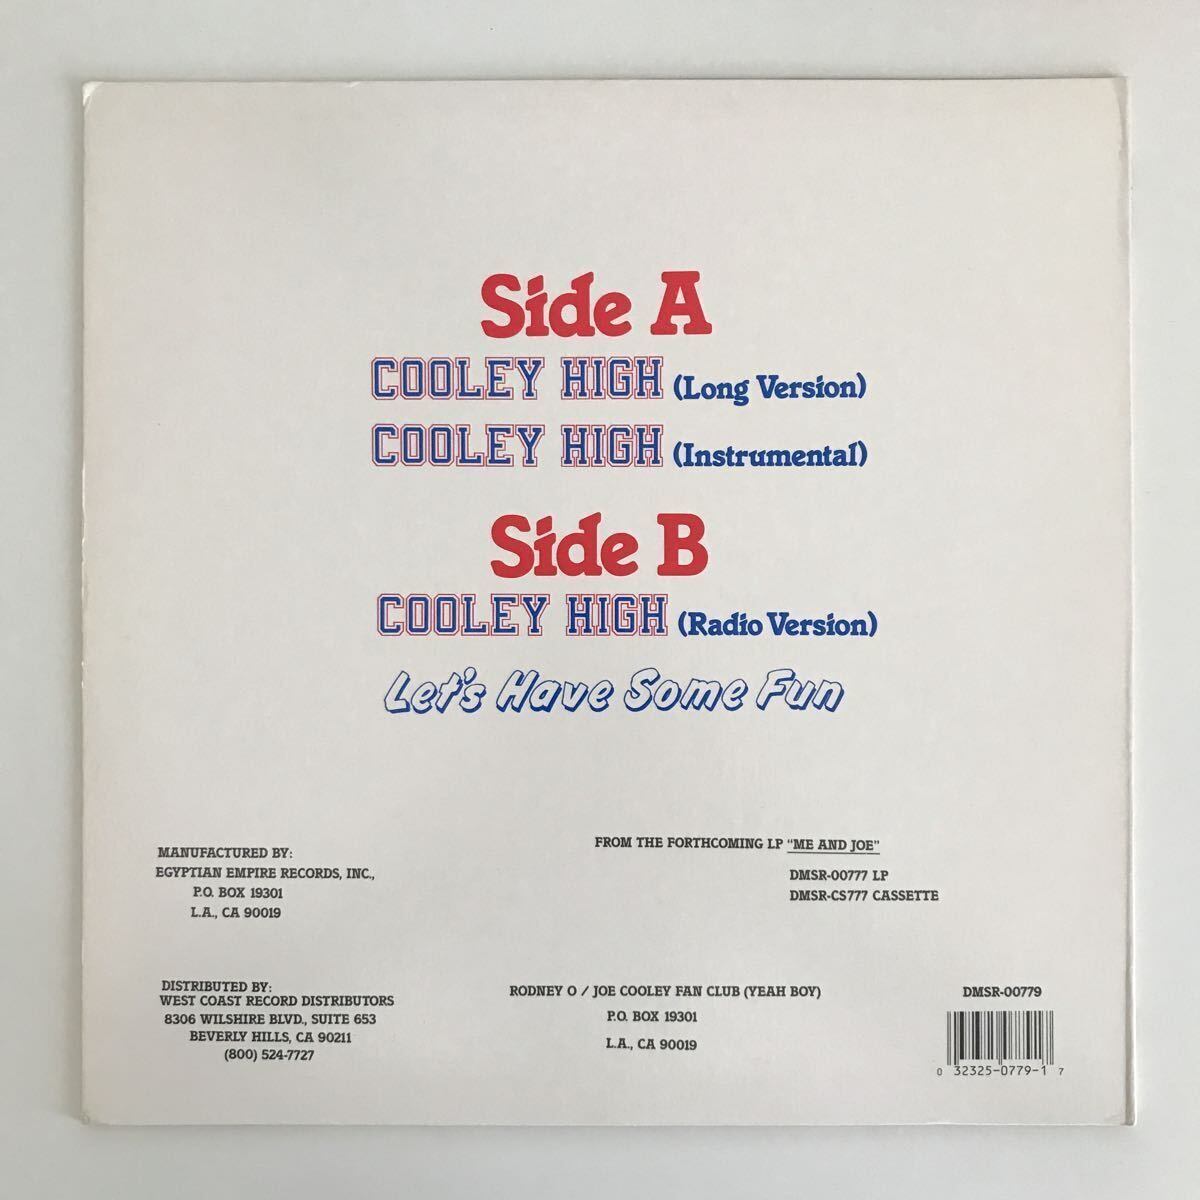 Side A
COOLEY HIGH (Long Version)
COOLEY HIGH (Instrumental)
Side B
COOLEY HIGH (Radio Version)
Let's Have Some Fun
MANUFACTURED BY:
EGYPTIAN EMPIRE RECORDS, INC.,
P.O. BOX 19301
L.A., CA 90019
FROM THE FORTHCOMING LP "ME AND JOE"
DMSR-00777 LP
DMSR-CS777 CASSETTE
DISTRIBUTED BY:
WEST COAST RECORD DISTRIBUTORS
8306 WILSHIRE BLVD., SUITE 653
BEVERLY HILLS, CA 90211
(800) 524-7727
RODNEY O / JOE COOLEY FAN CLUB (YEAH BOY)
P.O. BOX 19301
L.A., CA 90019
DMSR-00779
0 32325-0779-1 7